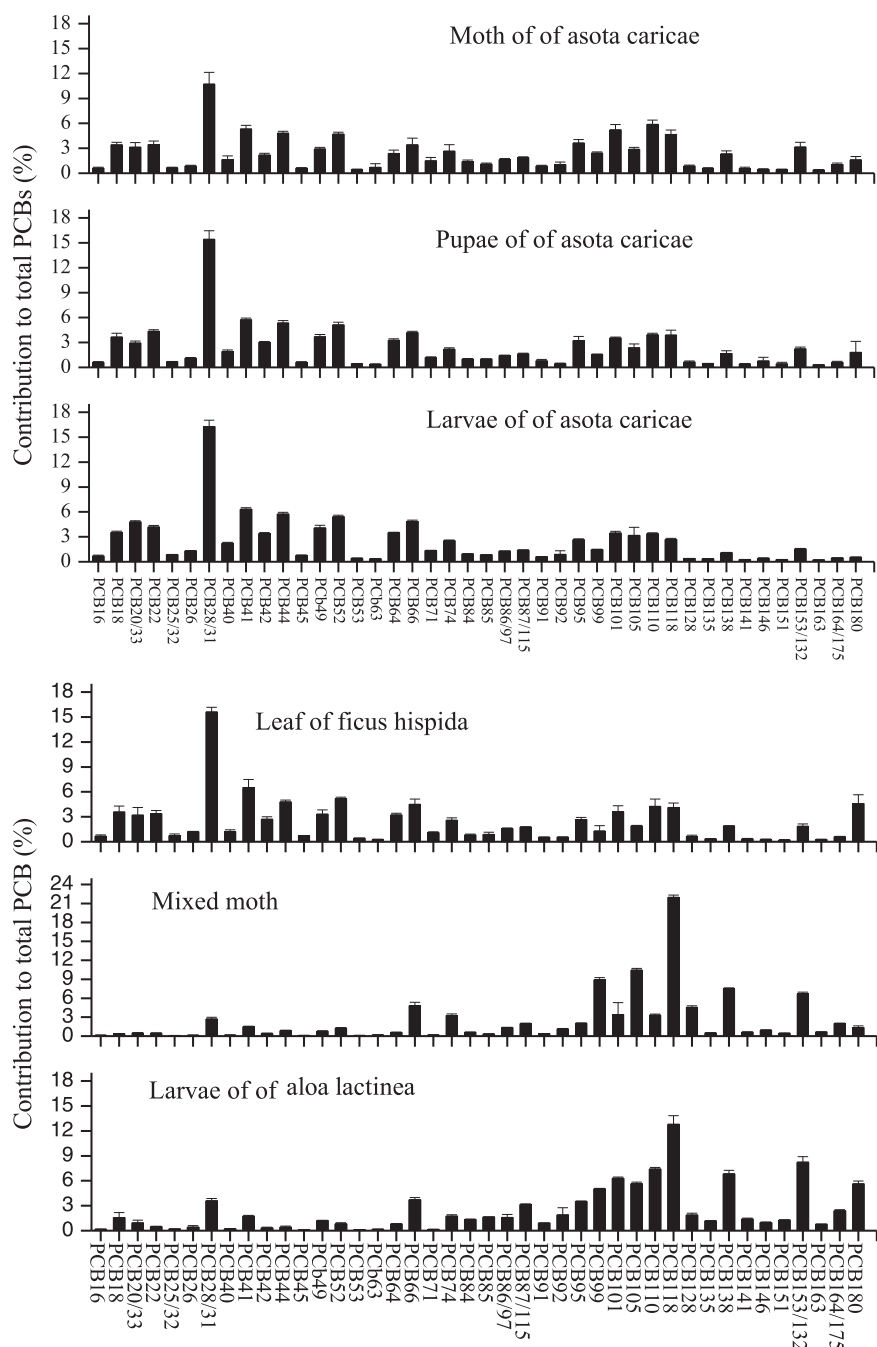 Contribution to total PCBs (%)
18
15
12
9
6
3
0
Moth of of asota caricae
18
15
12
9
6
3
0
Pupae of of asota caricae
18
15
12
9
6
3
0
Larvae of of asota caricae
PCB16
PCB18
PCB20/33
PCB22
PCB25/32
PCB26
PCB28/31
PCB40
PCB41
PCB42
PCB44
PCB45
PCb49
PCB52
PCB53
PCb63
PCB64
PCB66
PCB71
PCB74
PCB84
PCB85
PCB86/97
PCB87/115
PCB91
PCB92
PCB95
PCB99
PCB101
PCB105
PCB110
PCB118
PCB128
PCB135
PCB138
PCB141
PCB146
PCB151
PCB153/132
PCB163
PCB164/175
PCB180
Contribution to total PCB (%)
18
15
12
9
6
3
0
Leaf of ficus hispida
24
21
18
15
12
9
6
3
0
Mixed moth
18
15
12
9
6
3
0
Larvae of of aloa lactinea
PCB16
PCB18
PCB20/33
PCB22
PCB25/32
PCB26
PCB28/31
PCB40
PCB41
PCB42
PCB44
PCB45
PCb49
PCB52
PCB53
PCb63
PCB64
PCB66
PCB71
PCB74
PCB84
PCB85
PCB86/97
PCB87/115
PCB91
PCB92
PCB95
PCB99
PCB101
PCB105
PCB110
PCB118
PCB128
PCB135
PCB138
PCB141
PCB146
PCB151
PCB153/132
PCB163
PCB164/175
PCB180